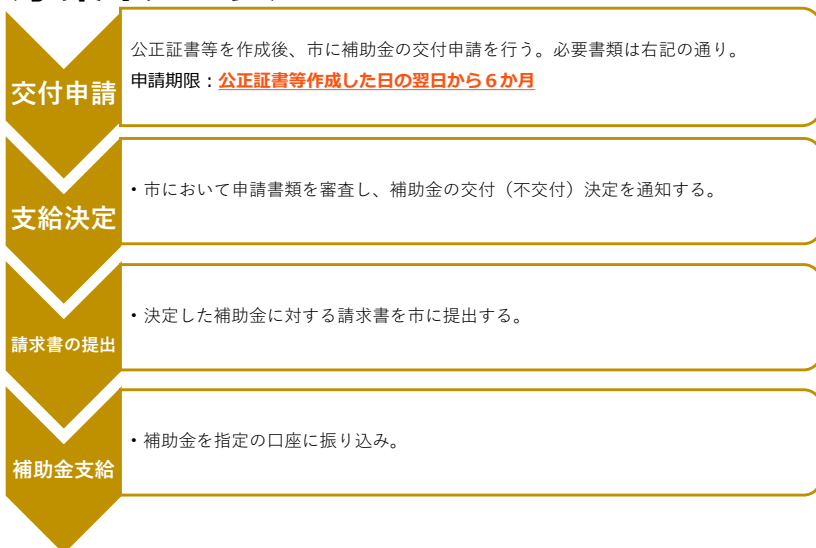 交付申請
公正証書等を作成後、市に補助金の交付申請を行う。必要書類は右記の通り。
申請期限：公正証書等作成した日の翌日から６か月
支給決定
・市において申請書類を審査し、補助金の交付（不交付）決定を通知する。
請求書の提出
・決定した補助金に対する請求書を市に提出する。
補助金支給
・補助金を指定の口座に振り込み。